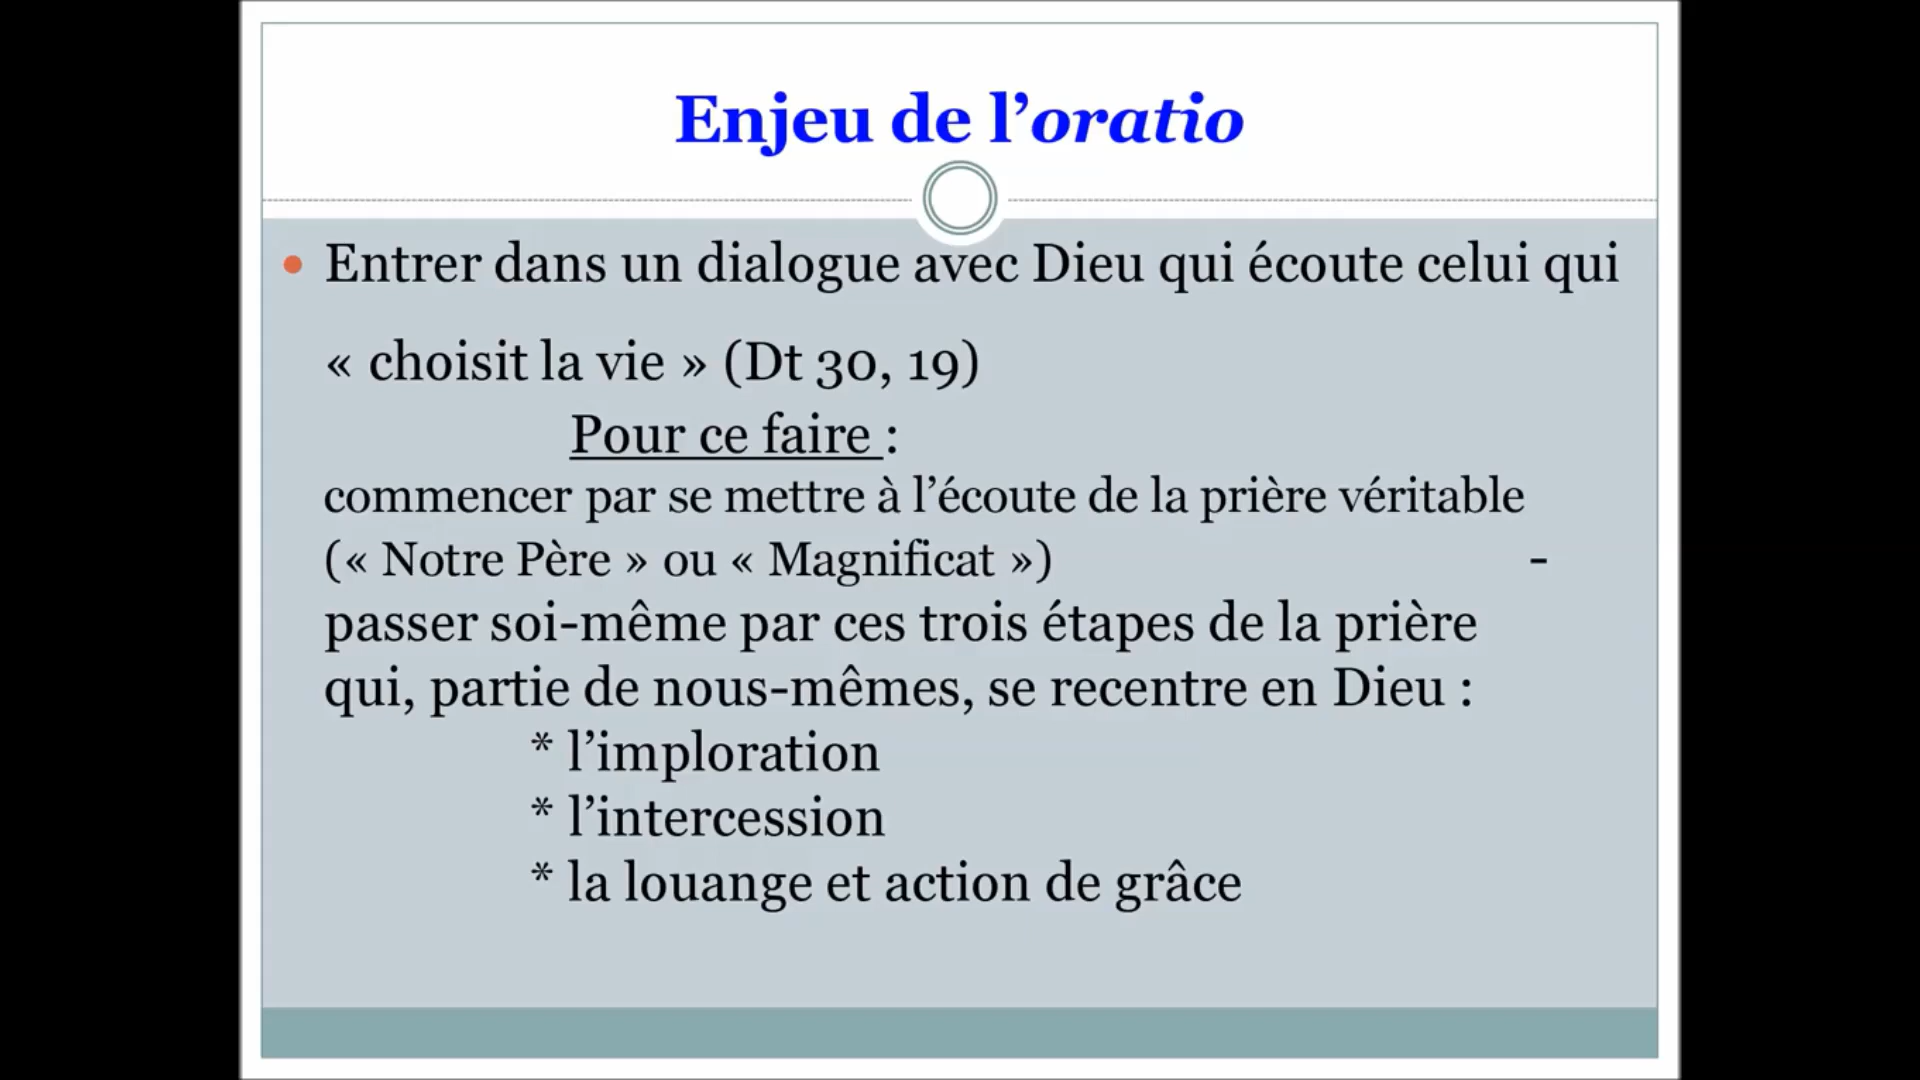 Enjeu de l’oratio
• Entrer dans un dialogue avec Dieu qui écoute celui qui
« choisit la vie » (Dt 30, 19)
Pour ce faire :
commencer par se mettre à l’écoute de la prière véritable
(« Notre Père » ou « Magnificat ») -
passer soi-même par ces trois étapes de la prière
qui, partie de nous-mêmes, se recentre en Dieu :
* l’imploration
* l’intercession
* la louange et action de grâce